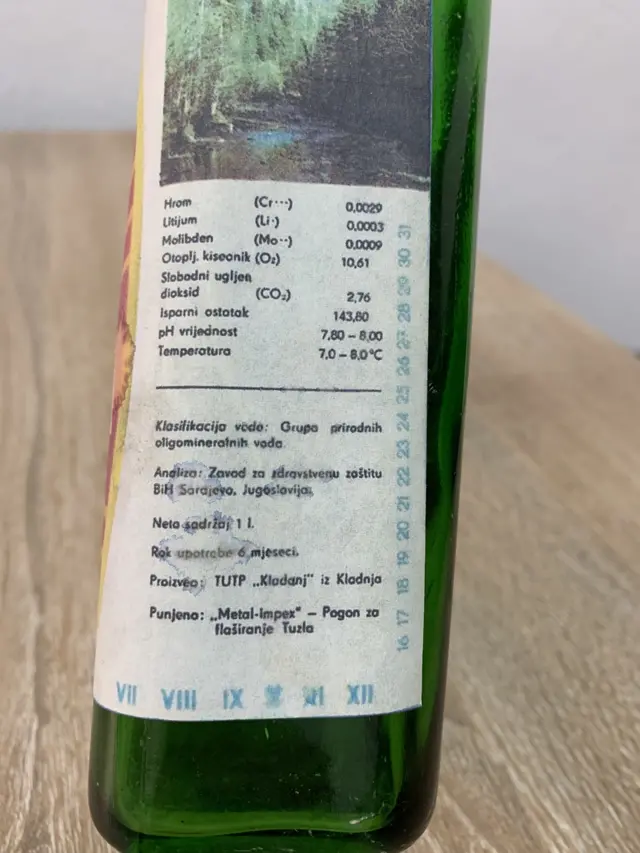 Hrom (Cr···) 0,0029
Litijum (Li·) 0,0003
Molibden (Mo··) 0,0009
Otoplj. kiseonik (O₂) 10,61
Slobodni ugljen
dioksid (CO₂) 2,76
Isparni ostatak 143,80
pH vrijednost 7,80 – 8,00
Temperatura 7,0 – 8,0°C
Klasifikacija voda: Grupa prirodnih
oligomineralnih voda
Analiza: Zavod za zdravstvenu zaštitu
BiH Sarajevo, Jugoslavija.
Neto sadržaj 1 l.
Rok upotrebe 6 mjeseci.
Proizveo: TUTP „Kladanj" iz Kladnja
Punjeno: „Metal-Impex" – Pogon za
flaširanje Tuzla
VII VIII IX X XI XII
16 17 18 19 20 21 22 23 24 25 26 27 28 29 30 31